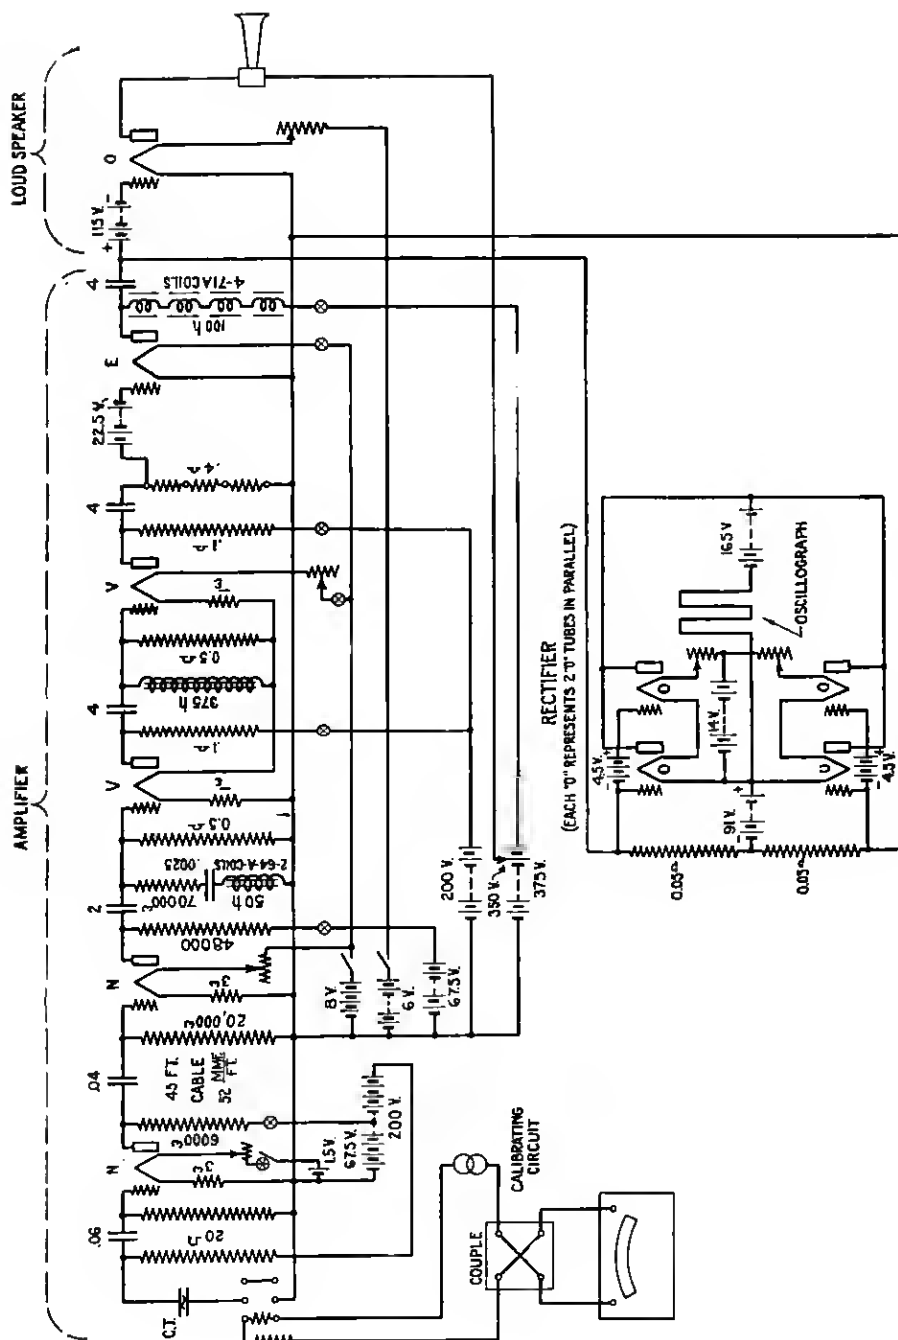 LOUD SPEAKER
AMPLIFIER
O
+ 115 V. -
4
4-71A COILS
100 h
E
22.5 V.
4
.4
.1
V
3
0.5
375 h
4
.1
V
3
0.5
2-64-A-COILS
.0025
70000
50 h
2
48000
N
3
20,000
.04
45 FT.
CABLE
52 MMF FT.
6000
N
3
.06
20
C.T.
1.5 V.
67.5 V.
200 V.
8 V.
6 V.
67.5 V.
200 V.
350 V.
375 V.
COUPLE
CALIBRATING
CIRCUIT
RECTIFIER
(EACH "O" REPRESENTS 2 "O" TUBES IN PARALLEL)
OSCILLOGRAPH
16.5 V
14 V.
91 V.
4.5 V.
4.5 V.
O
O
O
O
0.05
0.05